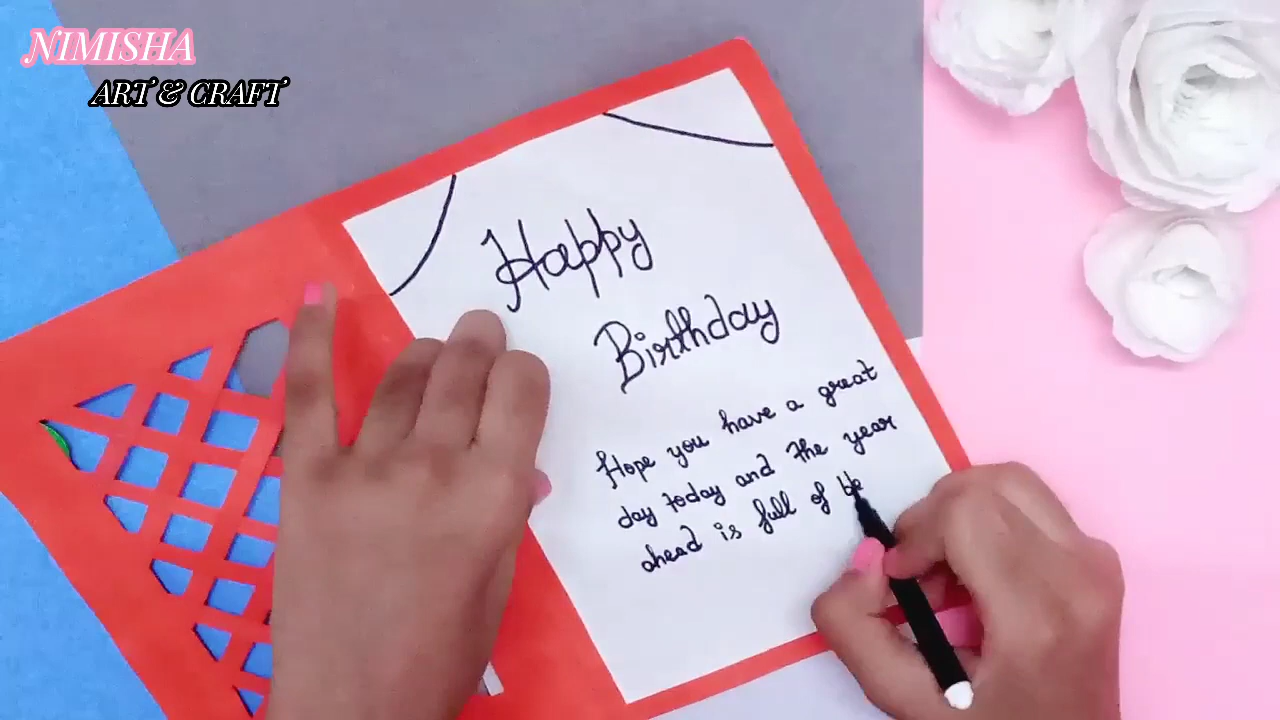 NIMISHA
ART & CRAFT
Happy
Birthday
Hope you have a great
day today and the year
ahead is full of